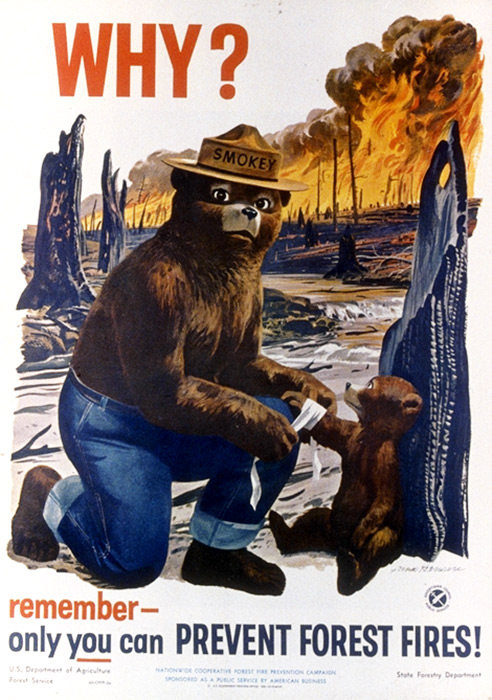 WHY?
SMOKEY
remember—
only you can PREVENT FOREST FIRES!
U.S. Department of Agriculture
Forest Service
NATIONWIDE COOPERATIVE FOREST FIRE PREVENTION CAMPAIGN
SPONSORED AS A PUBLIC SERVICE BY AMERICAN BUSINESS
State Forestry Department